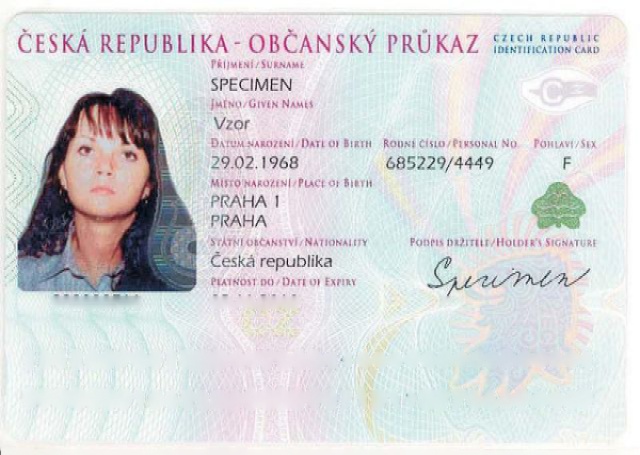 ČESKÁ REPUBLIKA - OBČANSKÝ PRŮKAZ
CZECH REPUBLIC
IDENTIFICATION CARD
PŘÍJMENÍ / SURNAME
SPECIMEN
JMÉNO / GIVEN NAMES
Vzor
DATUM NAROZENÍ / DATE OF BIRTH RODNÉ ČÍSLO / PERSONAL NO. POHLAVÍ / SEX
29.02.1968 685229/4449 F
MÍSTO NAROZENÍ / PLACE OF BIRTH
PRAHA 1
PRAHA
STÁTNÍ OBČANSTVÍ / NATIONALITY PODPIS DRŽITELE / HOLDER'S SIGNATURE
Česká republika Specimen
PLATNOST DO / DATE OF EXPIRY
CZ